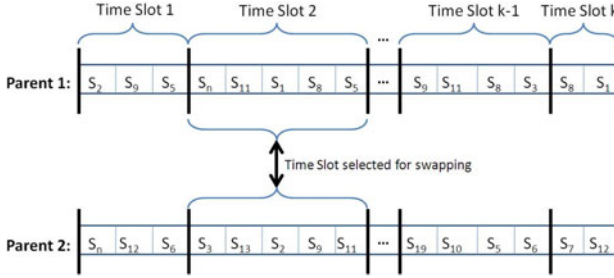 Time Slot 1 Time Slot 2 ... Time Slot k-1 Time Slot k
Parent 1: S2 S9 S5 Sn S11 S1 S8 S5 ... S9 S11 S8 S3 S8 S1
Time Slot selected for swapping
Parent 2: Sn S12 S6 S3 S13 S2 S9 S11 ... S19 S10 S5 S6 S7 S12